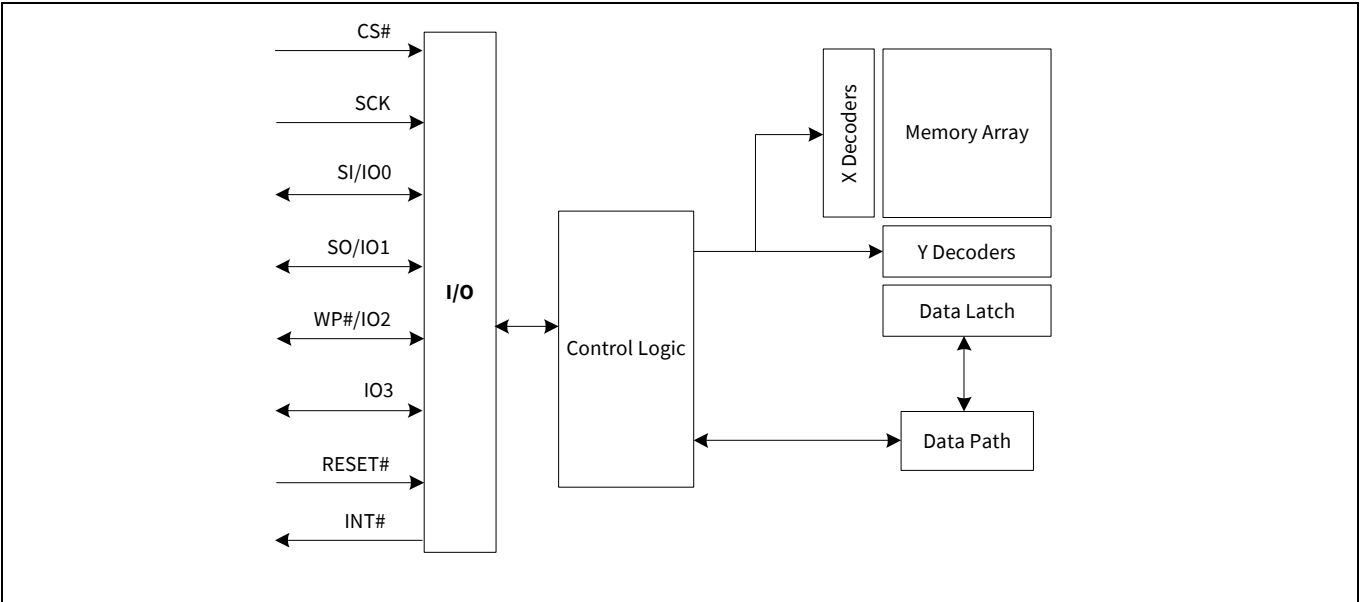 CS#
SCK
SI/IO0
SO/IO1
WP#/IO2
IO3
RESET#
INT#
I/O
Control Logic
X Decoders
Memory Array
Y Decoders
Data Latch
Data Path